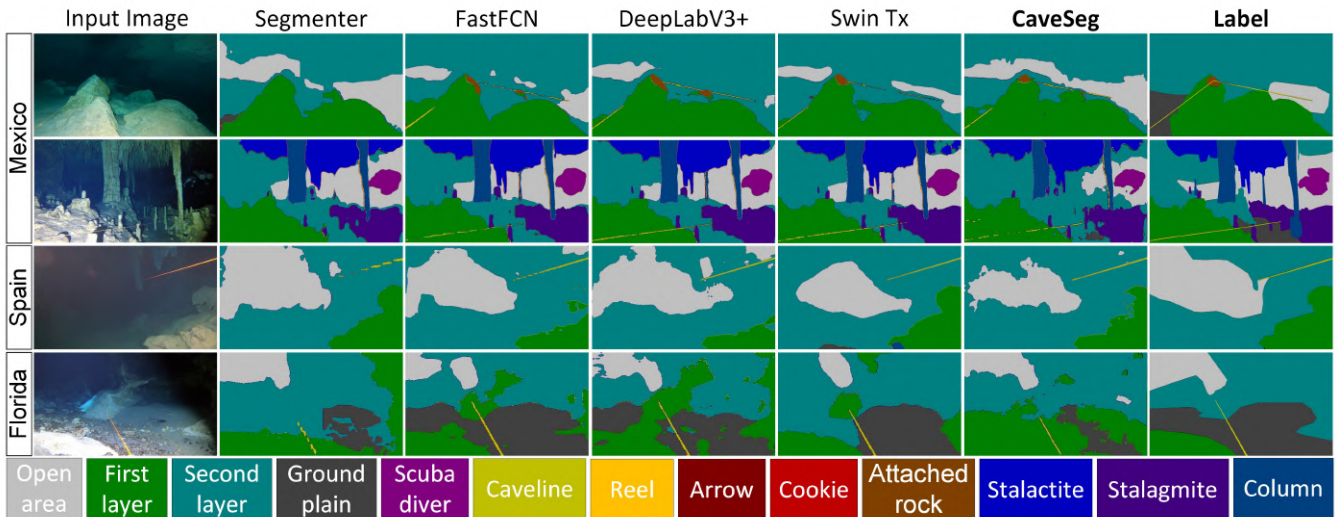 Input Image Segmenter FastFCN DeepLabV3+ Swin Tx CaveSeg Label
Mexico
Spain
Florida
Open area
First layer
Second layer
Ground plain
Scuba diver
Caveline
Reel
Arrow
Cookie
Attached rock
Stalactite
Stalagmite
Column